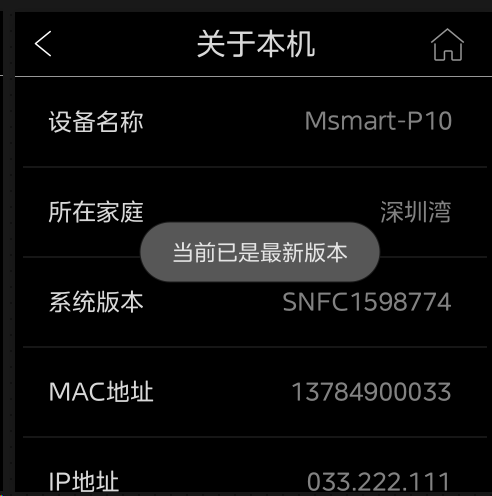 关于本机
设备名称 Msmart-P10
所在家庭 深圳湾
当前已是最新版本
系统版本 SNFC1598774
MAC地址 13784900033
IP地址 033.222.111